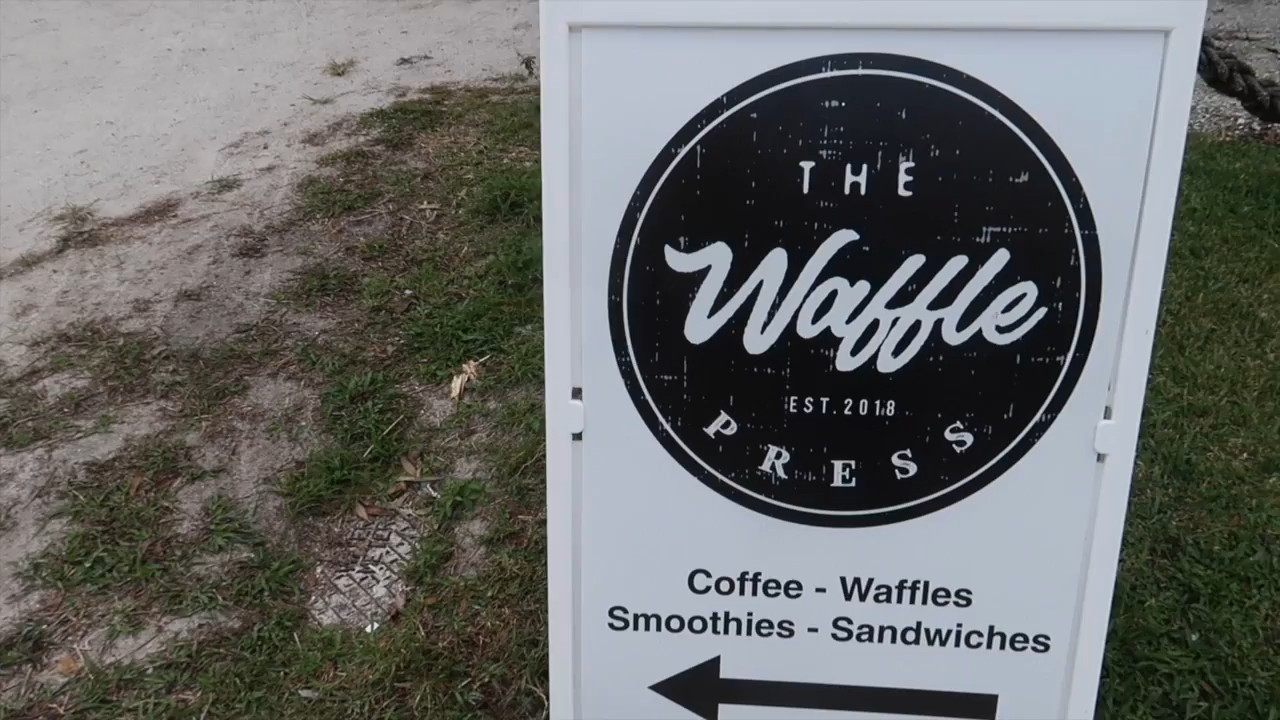 THE
Waffle
EST. 2018
PRESS
Coffee - Waffles
Smoothies - Sandwiches